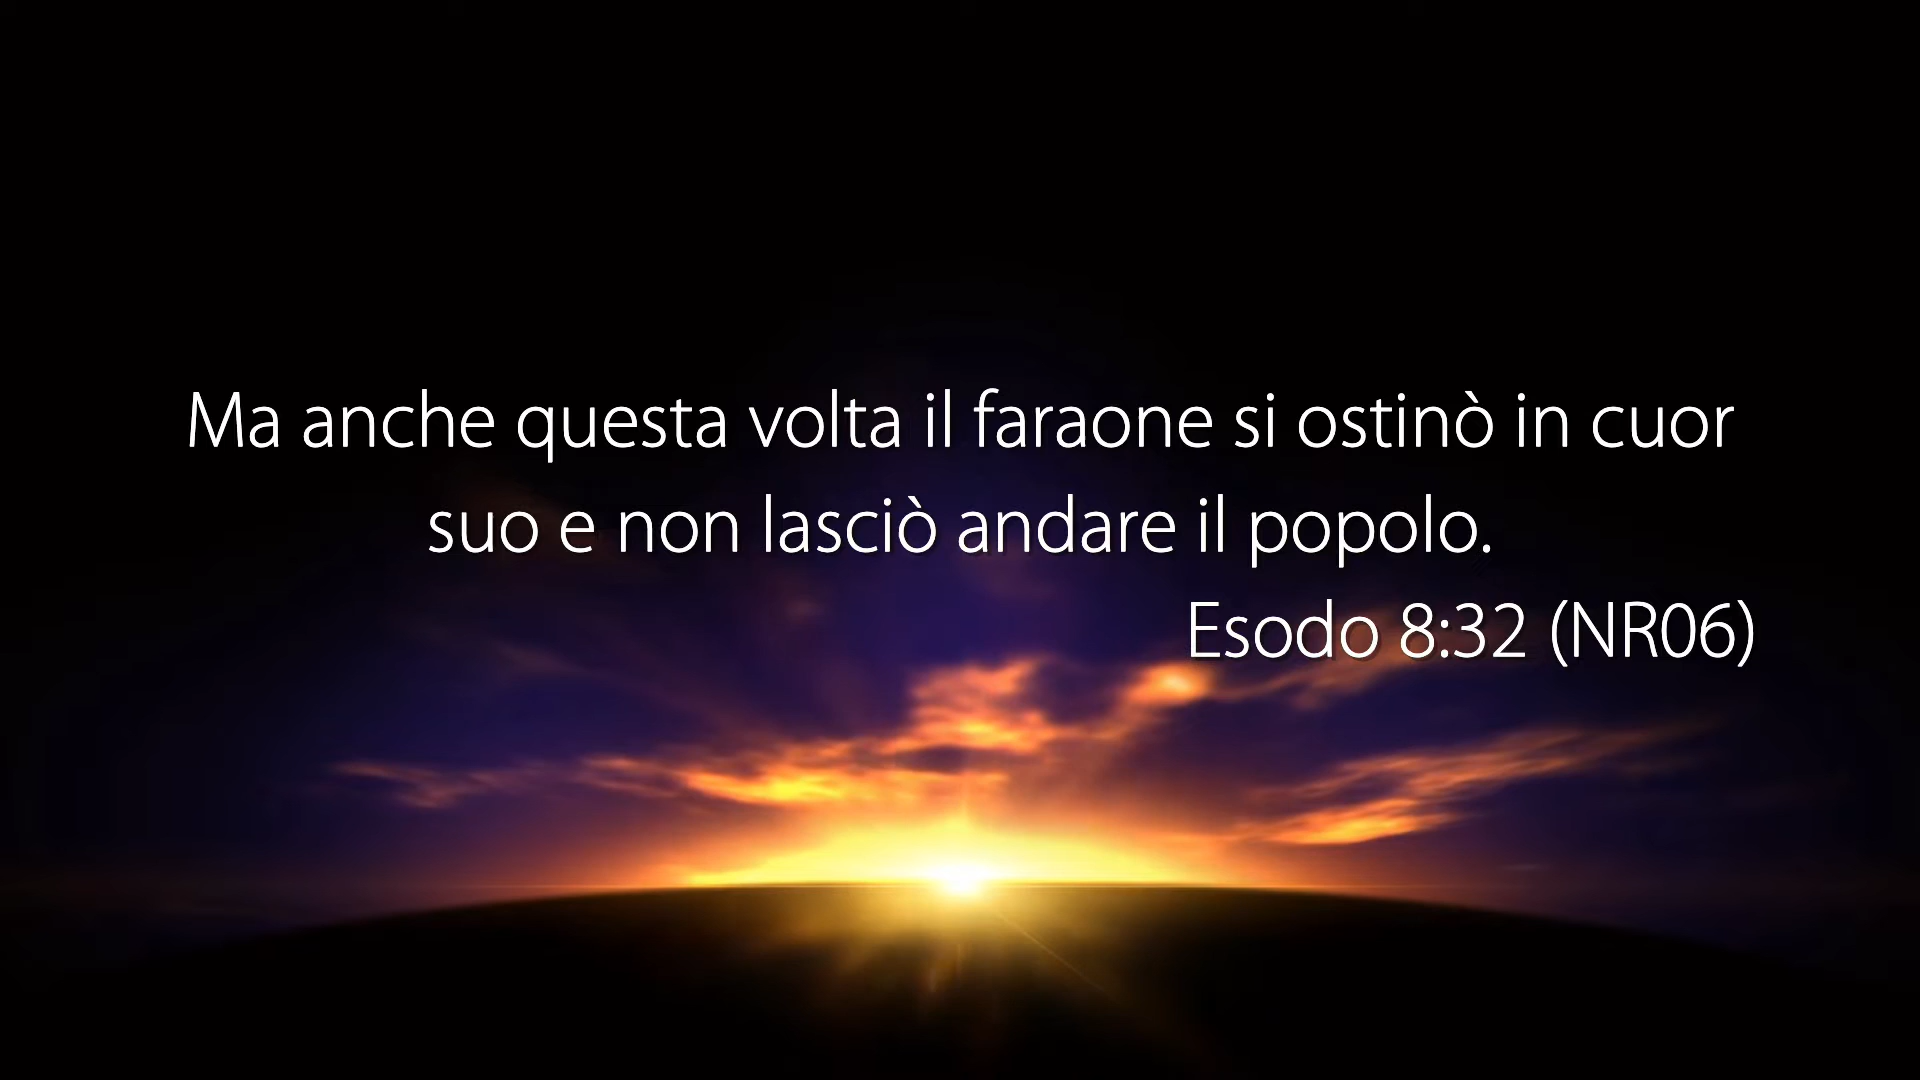 Ma anche questa volta il faraone si ostinò in cuor
suo e non lasciò andare il popolo.
Esodo 8:32 (NR06)